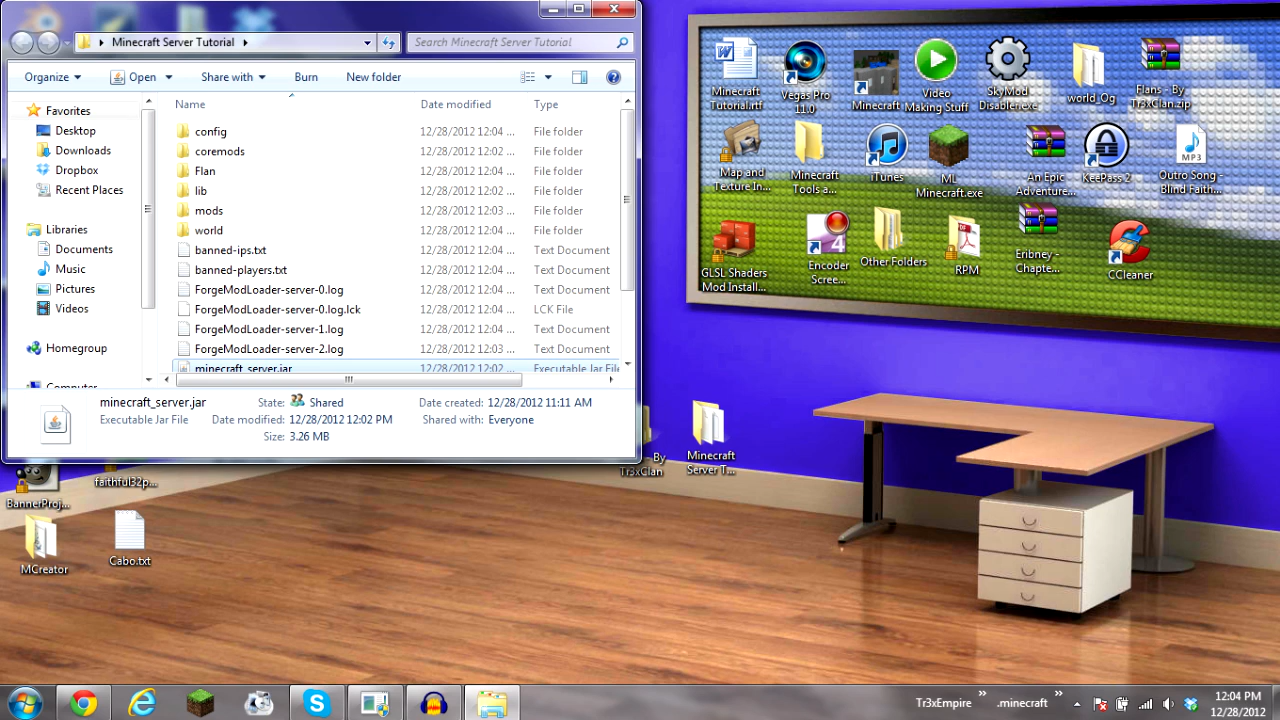 Minecraft Server Tutorial
Search Minecraft Server Tutorial
Organize
Open
Share with
Burn
New folder
Favorites
Desktop
Downloads
Dropbox
Recent Places
Libraries
Documents
Music
Pictures
Videos
Homegroup
Computer
Name Date modified Type
config 12/28/2012 12:04 ... File folder
coremods 12/28/2012 12:02 ... File folder
Flan 12/28/2012 12:04 ... File folder
lib 12/28/2012 12:02 ... File folder
mods 12/28/2012 12:03 ... File folder
world 12/28/2012 12:04 ... File folder
banned-ips.txt 12/28/2012 12:04 ... Text Document
banned-players.txt 12/28/2012 12:04 ... Text Document
ForgeModLoader-server-0.log 12/28/2012 12:04 ... Text Document
ForgeModLoader-server-0.log.lck 12/28/2012 12:04 ... LCK File
ForgeModLoader-server-1.log 12/28/2012 12:04 ... Text Document
ForgeModLoader-server-2.log 12/28/2012 12:03 ... Text Document
minecraft_server.jar 12/28/2012 12:02 ... Executable Jar File
minecraft_server.jar State: Shared Date created: 12/28/2012 11:11 AM
Executable Jar File Date modified: 12/28/2012 12:02 PM Shared with: Everyone
Size: 3.26 MB
Minecraft
Tutorial.rtf
Vegas Pro
11.0
Minecraft
Video
Making Stuff
SkyMod
Disabler.exe
world_Og
Flans - By
Tr3xClan.zip
W
Map and
Texture In...
Minecraft
Tools a...
iTunes
ML
Minecraft.exe
An Epic
Adventure...
KeePass 2
MP3
Outro Song -
Blind Faith...
GLSL Shaders
Mod Install...
4
Encoder
Scree...
Other Folders
RPM
Eribney -
Chapte...
CCleaner
- By
Tr3xClan
Minecraft
Server T...
BannerProj...
faithful32p...
MCreator
Cabo.txt
Tr3xEmpire
.minecraft
12:04 PM
12/28/2012